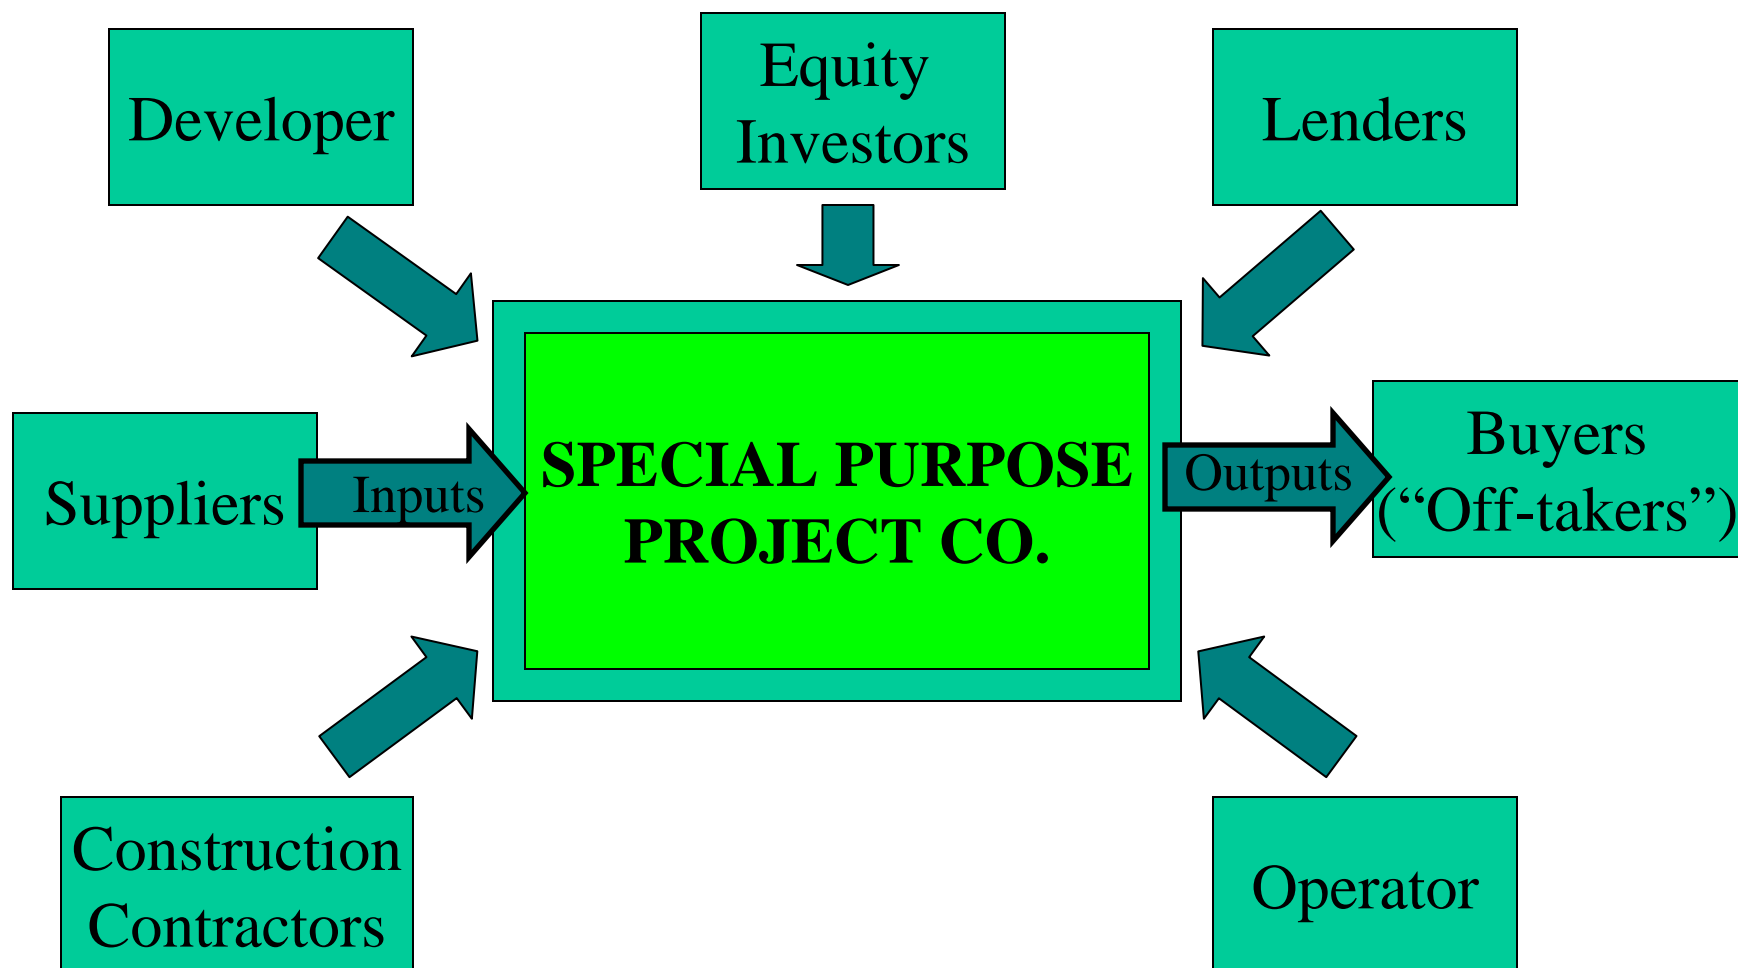 Developer
Equity
Investors
Lenders
Suppliers
Inputs
SPECIAL PURPOSE
PROJECT CO.
Outputs
Buyers
(“Off-takers”)
Construction
Contractors
Operator